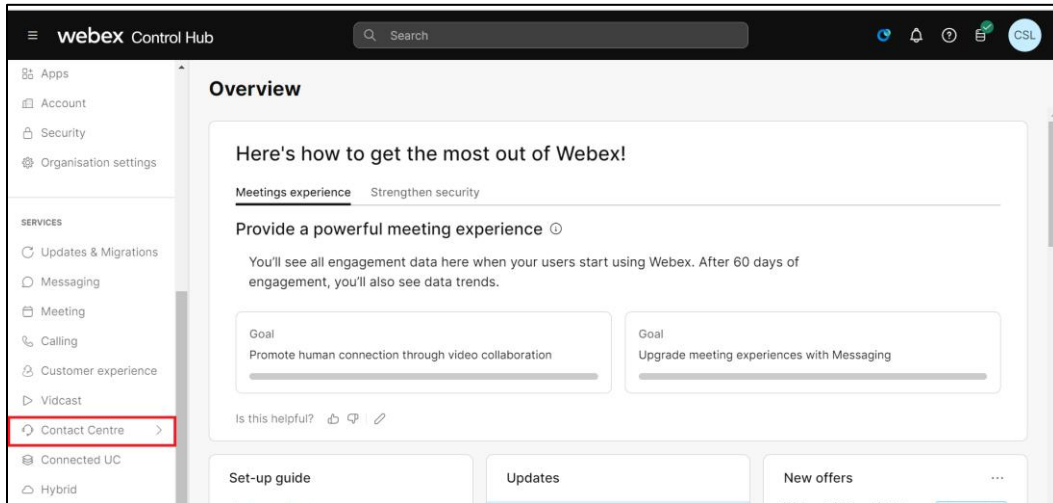 webex Control Hub
Search
CSL
Apps
Account
Security
Organisation settings
SERVICES
Updates & Migrations
Messaging
Meeting
Calling
Customer experience
Vidcast
Contact Centre
Connected UC
Hybrid
Overview
Here's how to get the most out of Webex!
Meetings experience Strengthen security
Provide a powerful meeting experience
You'll see all engagement data here when your users start using Webex. After 60 days of
engagement, you'll also see data trends.
Goal
Promote human connection through video collaboration
Goal
Upgrade meeting experiences with Messaging
Is this helpful?
Set-up guide
Updates
New offers